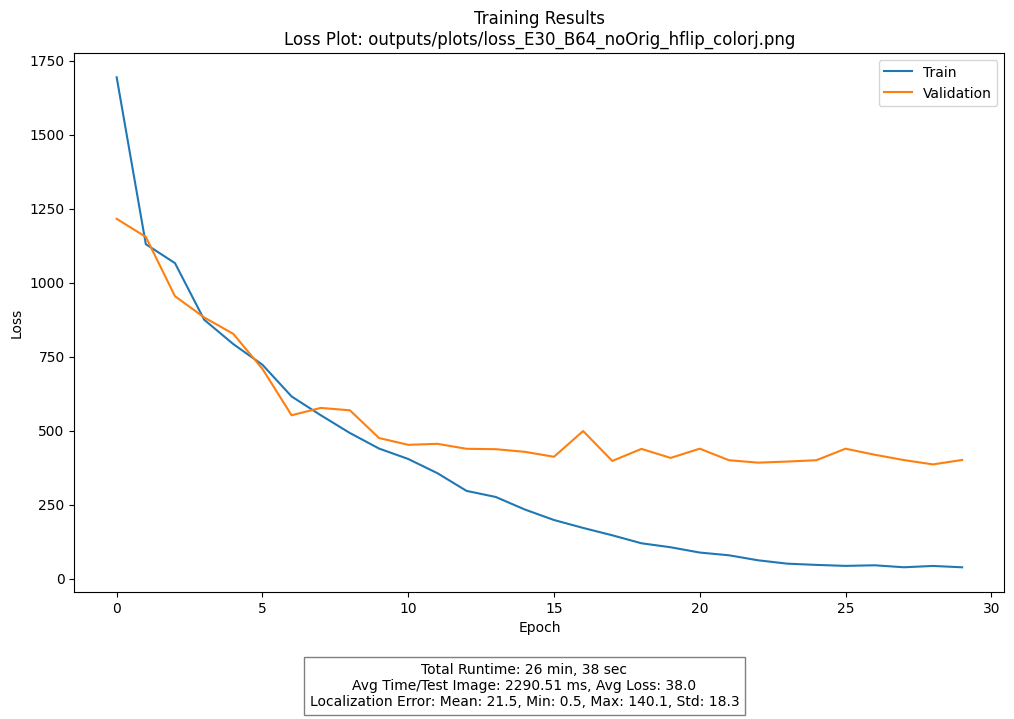 Training Results
Loss Plot: outputs/plots/loss_E30_B64_noOrig_hflip_colorj.png
Train
Validation
1750
1500
1250
1000
750
500
250
0
Loss
0 5 10 15 20 25 30
Epoch
Total Runtime: 26 min, 38 sec
Avg Time/Test Image: 2290.51 ms, Avg Loss: 38.0
Localization Error: Mean: 21.5, Min: 0.5, Max: 140.1, Std: 18.3